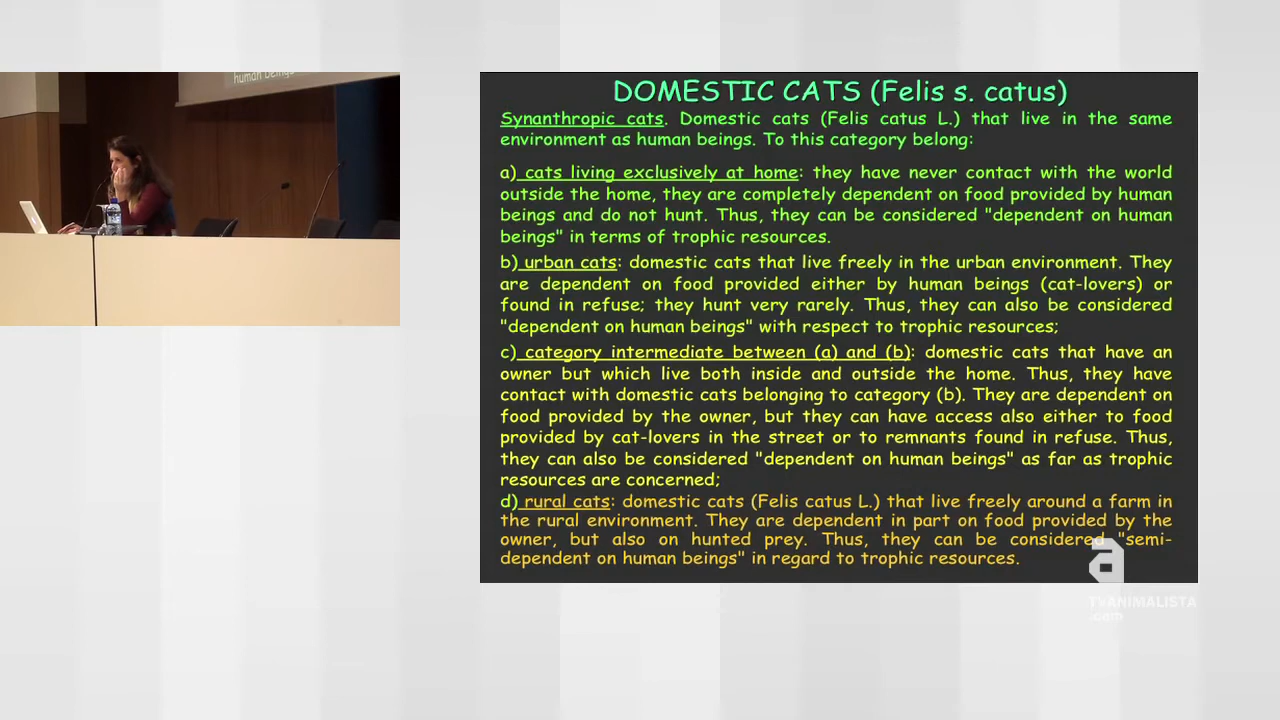 human beings"
DOMESTIC CATS (Felis s. catus)
Synanthropic cats. Domestic cats (Felis catus L.) that live in the same
environment as human beings. To this category belong:
a) cats living exclusively at home: they have never contact with the world
outside the home, they are completely dependent on food provided by human
beings and do not hunt. Thus, they can be considered "dependent on human
beings" in terms of trophic resources.
b) urban cats: domestic cats that live freely in the urban environment. They
are dependent on food provided either by human beings (cat-lovers) or
found in refuse; they hunt very rarely. Thus, they can also be considered
"dependent on human beings" with respect to trophic resources;
c) category intermediate between (a) and (b): domestic cats that have an
owner but which live both inside and outside the home. Thus, they have
contact with domestic cats belonging to category (b). They are dependent on
food provided by the owner, but they can have access also either to food
provided by cat-lovers in the street or to remnants found in refuse. Thus,
they can also be considered "dependent on human beings" as far as trophic
resources are concerned;
d) rural cats: domestic cats (Felis catus L.) that live freely around a farm in
the rural environment. They are dependent in part on food provided by the
owner, but also on hunted prey. Thus, they can be considered "semi-
dependent on human beings" in regard to trophic resources.
a
TVANIMALISTA
.com